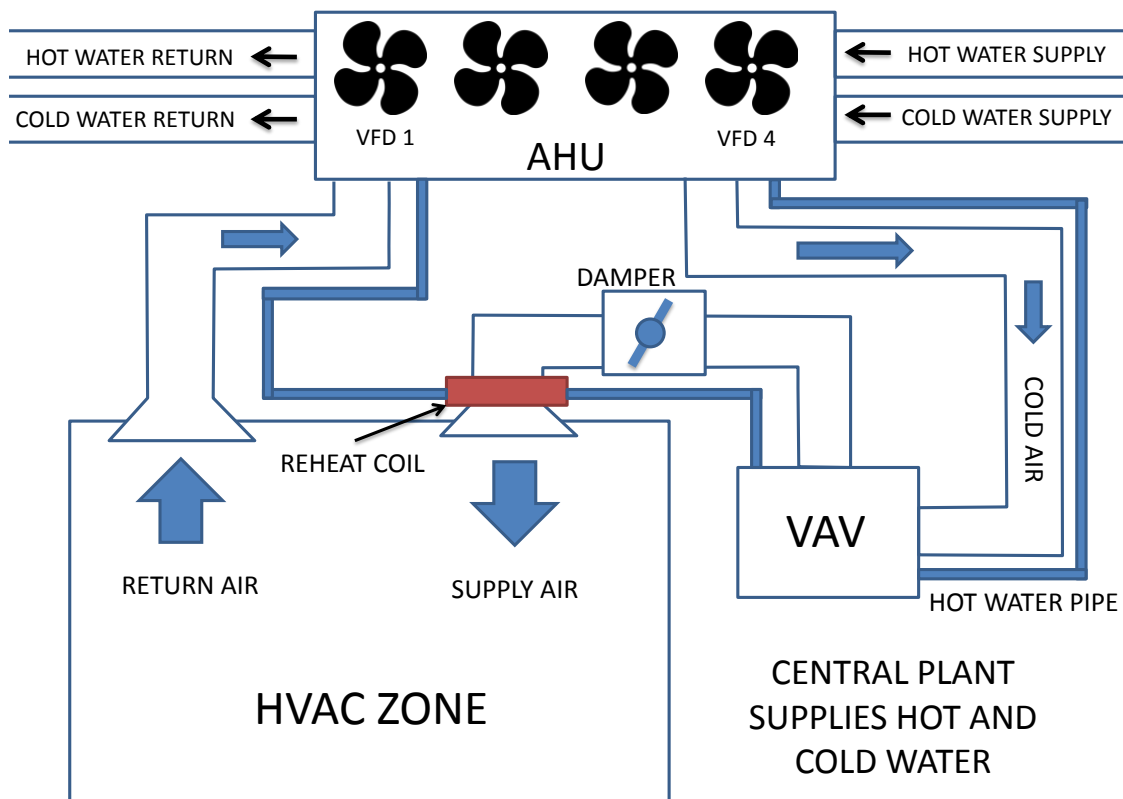 HOT WATER RETURN
HOT WATER SUPPLY
COLD WATER RETURN
COLD WATER SUPPLY
VFD 1
VFD 4
AHU
DAMPER
COLD AIR
REHEAT COIL
VAV
RETURN AIR
SUPPLY AIR
HOT WATER PIPE
HVAC ZONE
CENTRAL PLANT
SUPPLIES HOT AND
COLD WATER